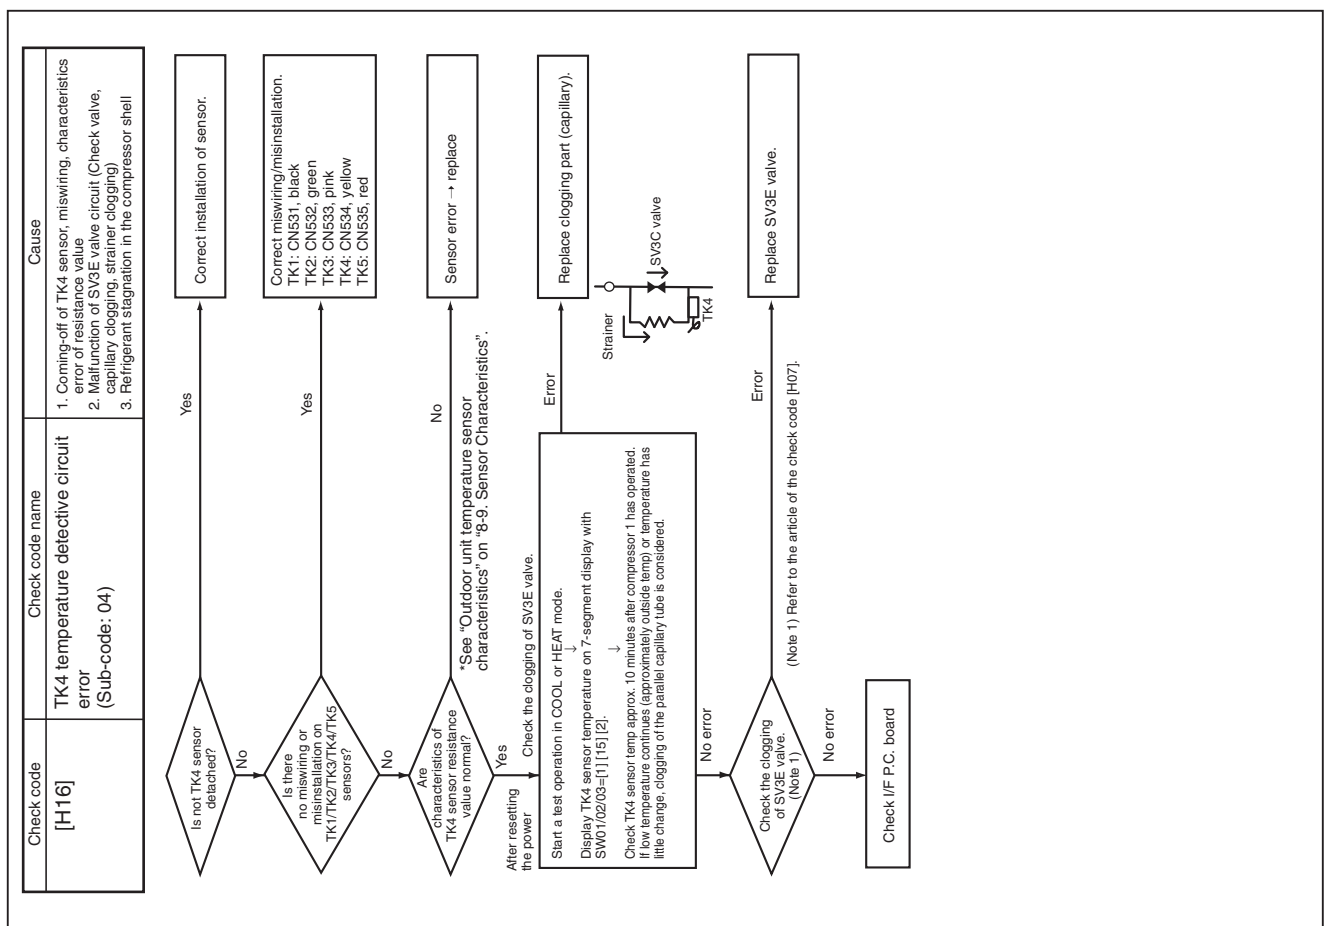 Check code
Check code name
Cause
[H16]
TK4 temperature detective circuit
error
(Sub-code: 04)
1. Coming-off of TK4 sensor, miswiring, characteristics
error of resistance value
2. Malfunction of SV3E valve circuit (Check valve,
capillary clogging, strainer clogging)
3. Refrigerant stagnation in the compressor shell
Is not TK4 sensor
detached?
Yes
Correct installation of sensor.
No
Is there
no miswiring or
misinstallation on
TK1/TK2/TK3/TK4/TK5
sensors?
Yes
Correct miswiring/misinstallation.
TK1: CN531, black
TK2: CN532, green
TK3: CN533, pink
TK4: CN534, yellow
TK5: CN535, red
No
Are
characteristics of
TK4 sensor resistance
value normal?
No
Sensor error → replace
*See “Outdoor unit temperature sensor
characteristics” on “8-9. Sensor Characteristics”.
Yes
After resetting
the power
Check the clogging of SV3E valve.
Start a test operation in COOL or HEAT mode.
↓
Display TK4 sensor temperature on 7-segment display with
SW01/02/03=[1] [15] [2].
↓
Check TK4 sensor temp approx. 10 minutes after compressor 1 has operated.
If low temperature continues (approximately outside temp) or temperature has
little change, clogging of the parallel capillary tube is considered.
Error
Replace clogging part (capillary).
Strainer
SV3C valve
TK4
No error
Check the clogging
of SV3E valve.
(Note 1)
Error
Replace SV3E valve.
(Note 1) Refer to the article of the check code [H07].
No error
Check I/F P.C. board